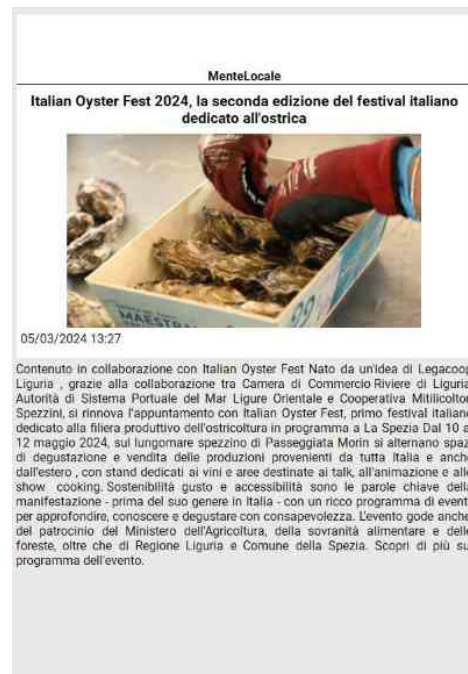 MenteLocale
Italian Oyster Fest 2024, la seconda edizione del festival italiano
dedicato all'ostrica
MAESTRA
05/03/2024 13:27
Contenuto in collaborazione con Italian Oyster Fest Nato da un'idea di Legacoop
Liguria , grazie alla collaborazione tra Camera di Commercio Riviere di Liguria
Autorità di Sistema Portuale del Mar Ligure Orientale e Cooperativa Mitilicoltor
Spezzini, si rinnova l'appuntamento con Italian Oyster Fest, primo festival italiano
dedicato alla filiera produttivo dell'ostricoltura in programma a La Spezia Dal 10 a
12 maggio 2024, sul lungomare spezzino di Passeggiata Morin si alternano spaz
di degustazione e vendita delle produzioni provenienti da tutta Italia e anche
dall'estero , con stand dedicati ai vini e aree destinate ai talk, all'animazione e alle
show cooking. Sostenibilità gusto e accessibilità sono le parole chiave della
manifestazione - prima del suo genere in Italia - con un ricco programma di event
per approfondire, conoscere e degustare con consapevolezza. L'evento gode anche
del patrocinio del Ministero dell'Agricoltura, della sovranità alimentare e delle
foreste, oltre che di Regione Liguria e Comune della Spezia. Scopri di più su
programma dell'evento.